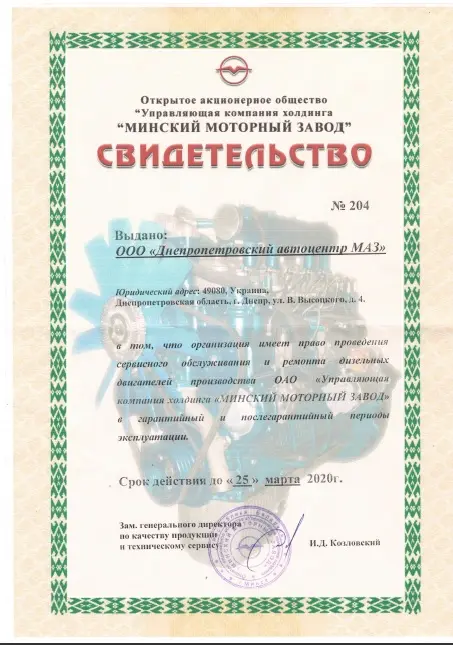 Открытое акционерное общество
“Управляющая компания холдинга
“МИНСКИЙ МОТОРНЫЙ ЗАВОД”
СВИДЕТЕЛЬСТВО
№ 204
Выдано:
ООО «Днепропетровский автоцентр МАЗ»
Юридический адрес: 49080, Украина,
Днепропетровская область, г. Днепр, ул. В. Высоцкого, д. 4.
в том, что организация имеет право проведения
сервисного обслуживания и ремонта дизельных
двигателей производства ОАО «Управляющая
компания холдинга «МИНСКИЙ МОТОРНЫЙ ЗАВОД»
в гарантийный и послегарантийный периоды
эксплуатации.
Срок действия до « 25 » марта 2020г.
Зам. генерального директора
по качеству продукции
и техническому сервису
И.Д. Козловский